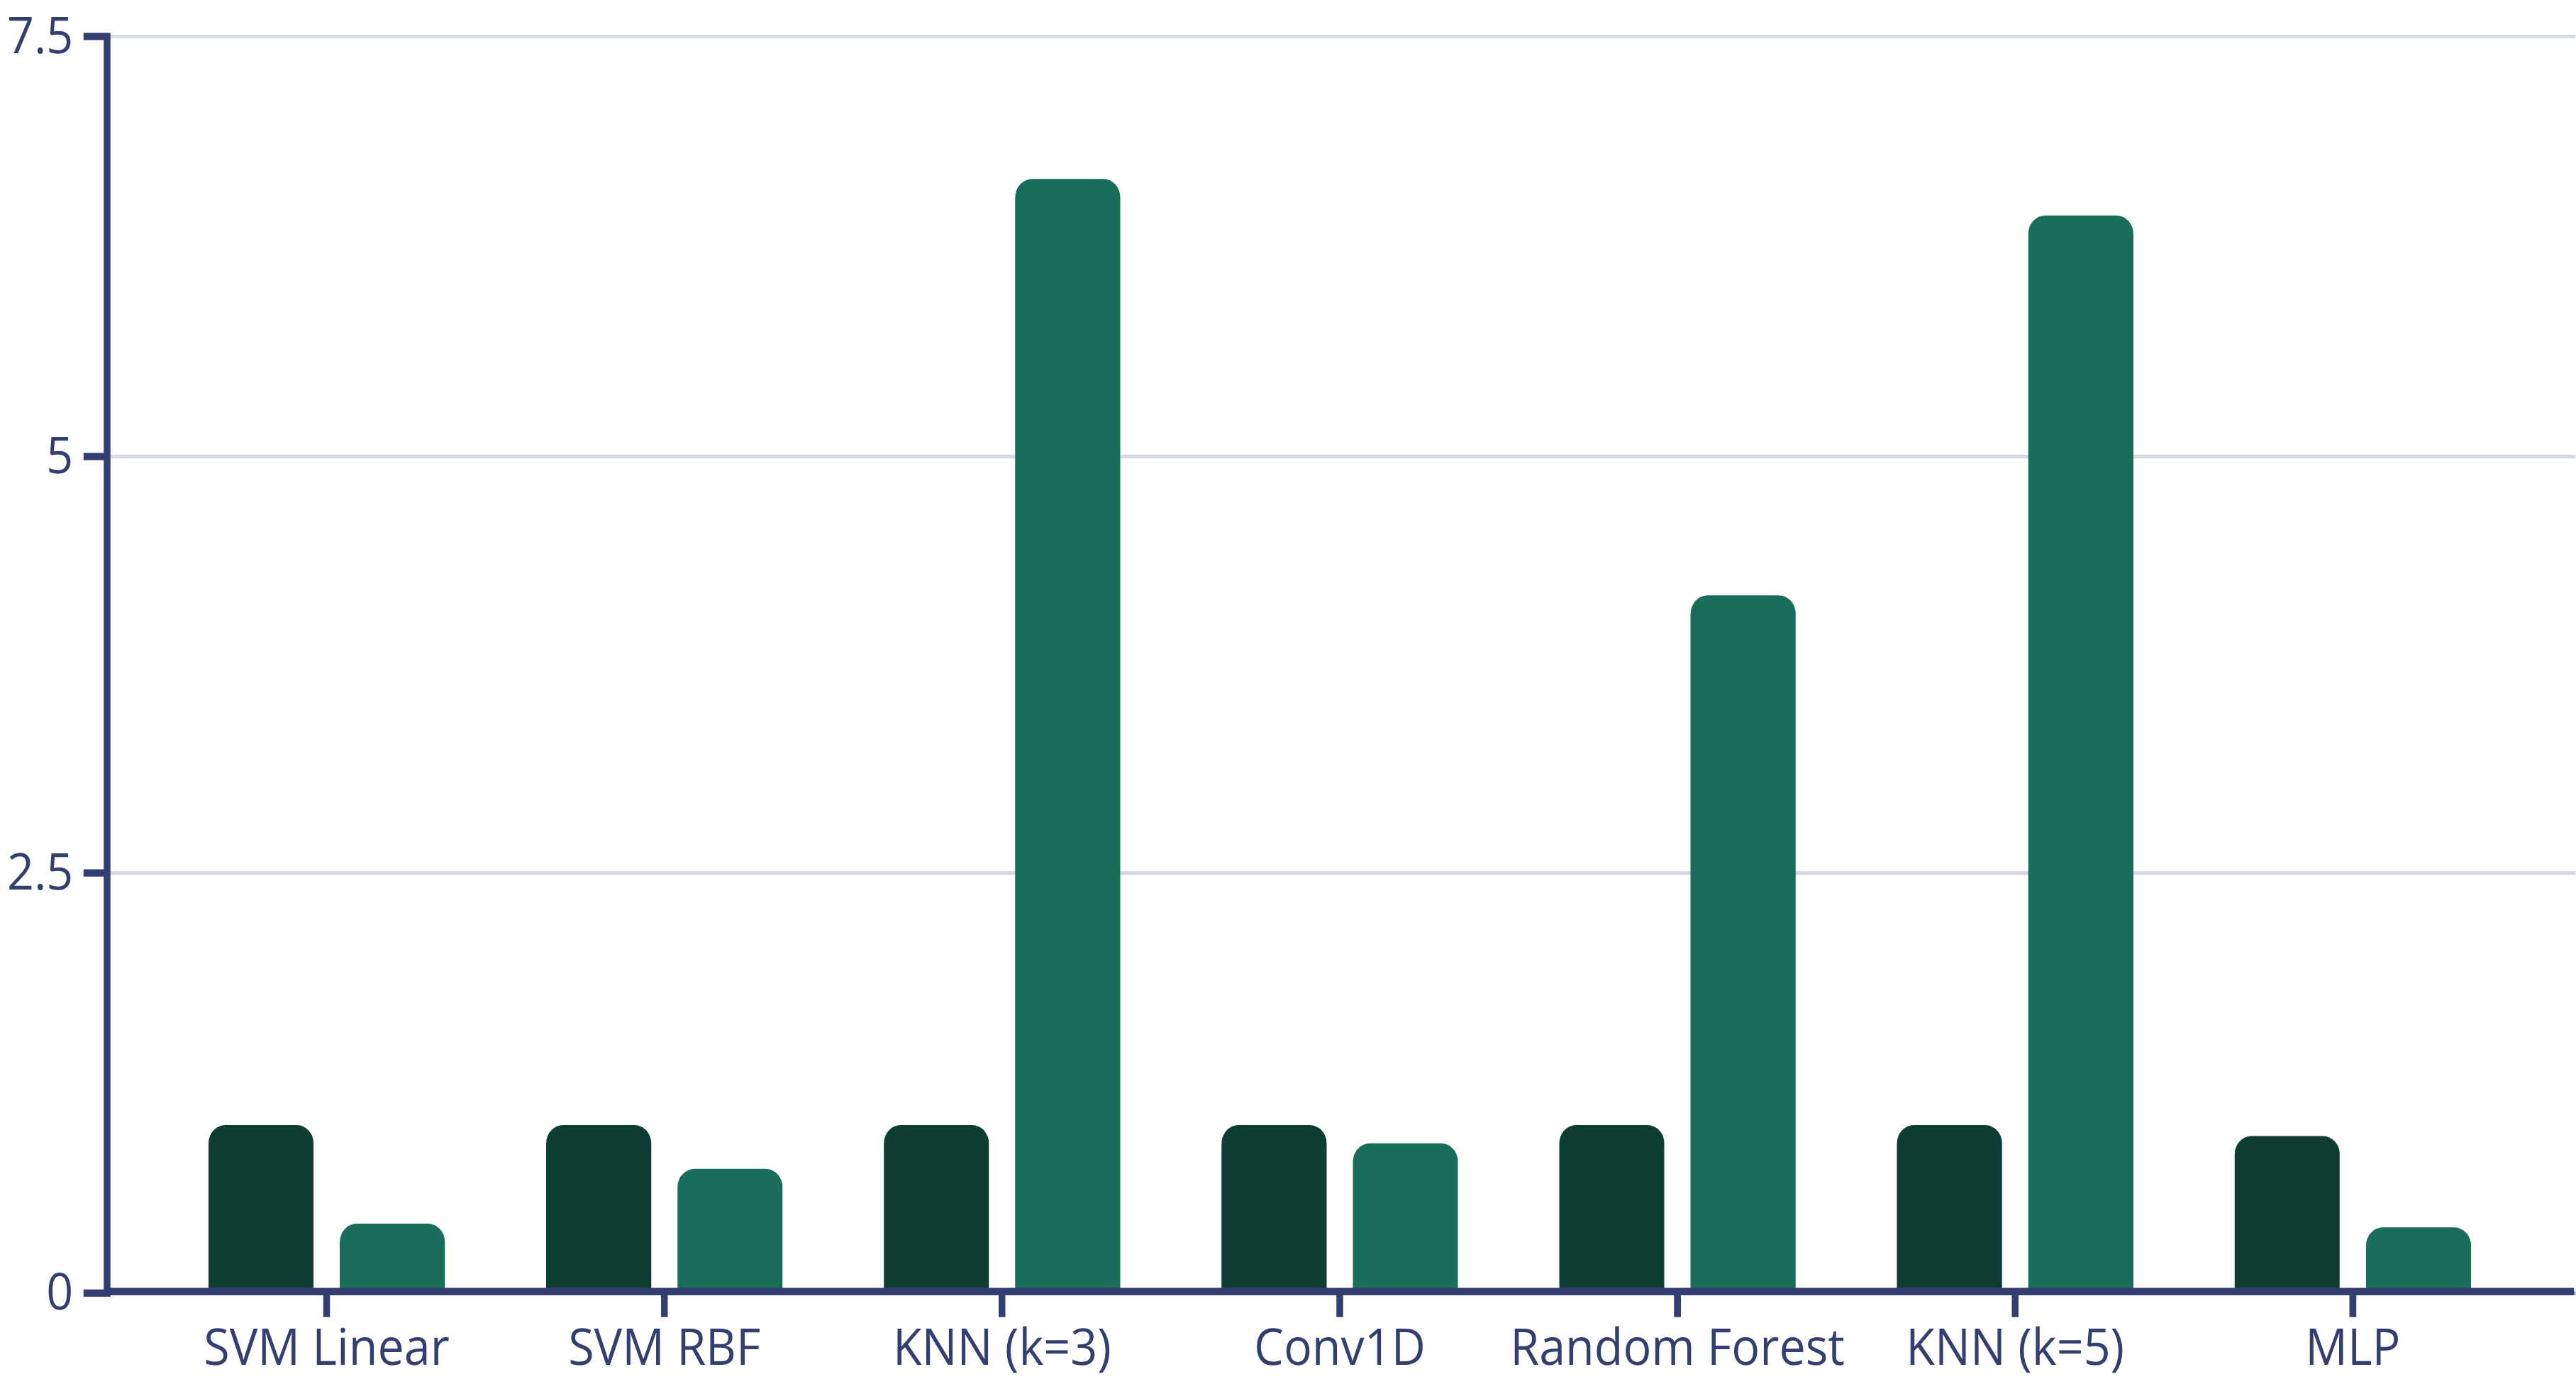 7.5
5
2.5
0
SVM Linear SVM RBF KNN (k=3) Conv1D Random Forest KNN (k=5) MLP